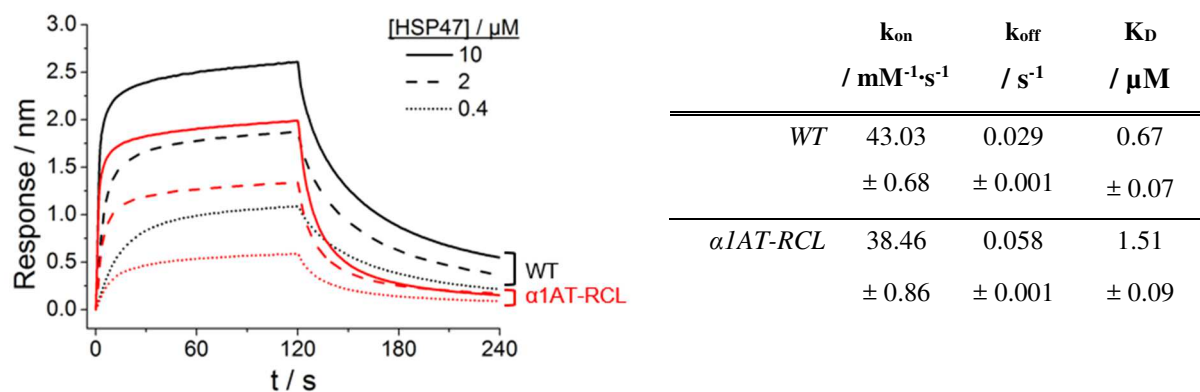 [HSP47] / µM
10
2
0.4
3.0
2.5
2.0
1.5
1.0
0.5
0.0
Response / nm
0
60
120
180
240
t / s
WT
α1AT-RCL
kon koff KD
/ mM-1•s-1 / s-1 / µM
WT 43.03 0.029 0.67
± 0.68 ± 0.001 ± 0.07
α1AT-RCL 38.46 0.058 1.51
± 0.86 ± 0.001 ± 0.09